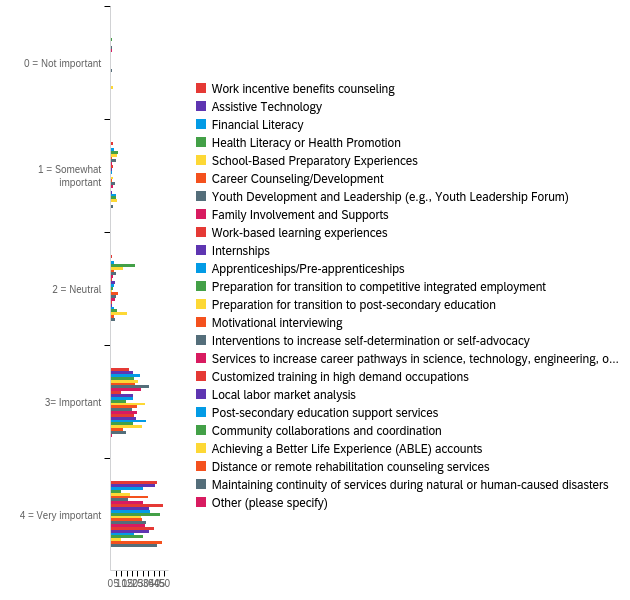 0 = Not important
1 = Somewhat
important
2 = Neutral
3= Important
4 = Very important
Work incentive benefits counseling
Assistive Technology
Financial Literacy
Health Literacy or Health Promotion
School-Based Preparatory Experiences
Career Counseling/Development
Youth Development and Leadership (e.g., Youth Leadership Forum)
Family Involvement and Supports
Work-based learning experiences
Internships
Apprenticeships/Pre-apprenticeships
Preparation for transition to competitive integrated employment
Preparation for transition to post-secondary education
Motivational interviewing
Interventions to increase self-determination or self-advocacy
Services to increase career pathways in science, technology, engineering, o...
Customized training in high demand occupations
Local labor market analysis
Post-secondary education support services
Community collaborations and coordination
Achieving a Better Life Experience (ABLE) accounts
Distance or remote rehabilitation counseling services
Maintaining continuity of services during natural or human-caused disasters
Other (please specify)